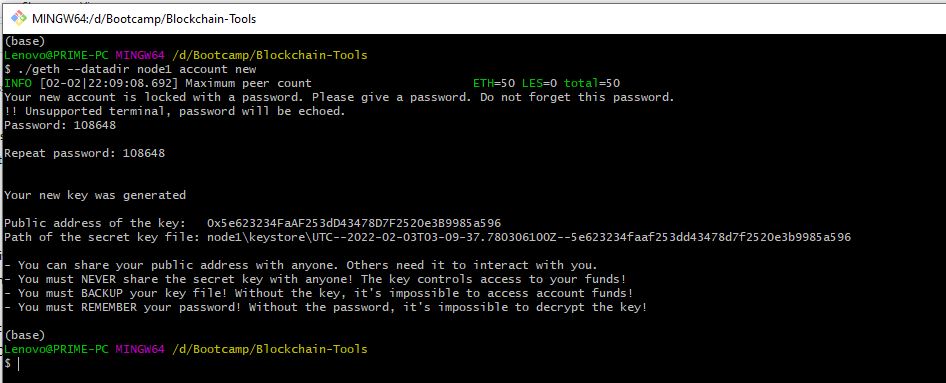 MINGW64:/d/Bootcamp/Blockchain-Tools
(base)
Lenovo@PRIME-PC MINGW64 /d/Bootcamp/Blockchain-Tools
$ ./geth --datadir node1 account new
INFO [02-02|22:09:08.692] Maximum peer count ETH=50 LES=0 total=50
Your new account is locked with a password. Please give a password. Do not forget this password.
!! Unsupported terminal, password will be echoed.
Password: 108648
Repeat password: 108648
Your new key was generated
Public address of the key: 0x5e623234FaAF253dD43478D7F2520e3B9985a596
Path of the secret key file: node1\keystore\UTC--2022-02-03T03-09-37.780306100Z--5e623234faaf253dd43478d7f2520e3b9985a596
- You can share your public address with anyone. Others need it to interact with you.
- You must NEVER share the secret key with anyone! The key controls access to your funds!
- You must BACKUP your key file! Without the key, it's impossible to access account funds!
- You must REMEMBER your password! Without the password, it's impossible to decrypt the key!
(base)
Lenovo@PRIME-PC MINGW64 /d/Bootcamp/Blockchain-Tools
$